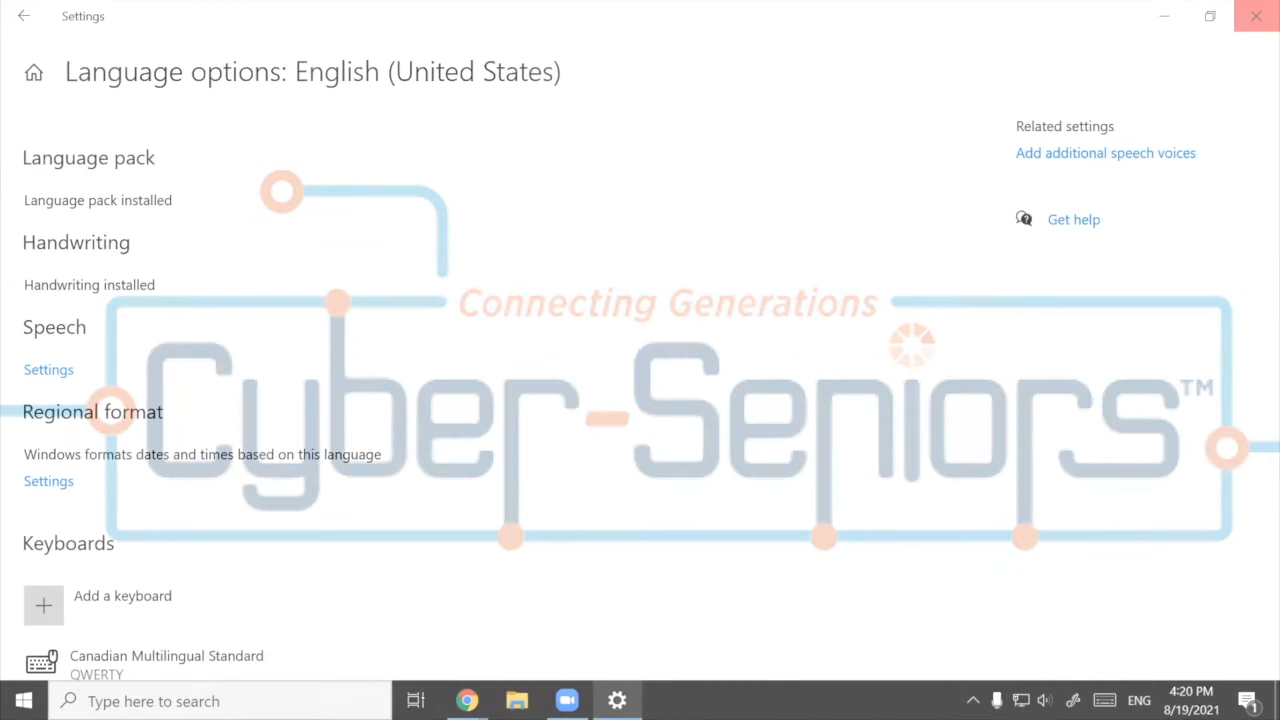 Settings
Language options: English (United States)
Related settings
Add additional speech voices
Language pack
Language pack installed
Get help
Handwriting
Handwriting installed
Connecting Generations
Speech
Cyber-Seniors™
Settings
Regional format
Windows formats dates and times based on this language
Settings
Keyboards
Add a keyboard
Canadian Multilingual Standard
QWERTY
Type here to search
ENG
4:20 PM
8/19/2021
1